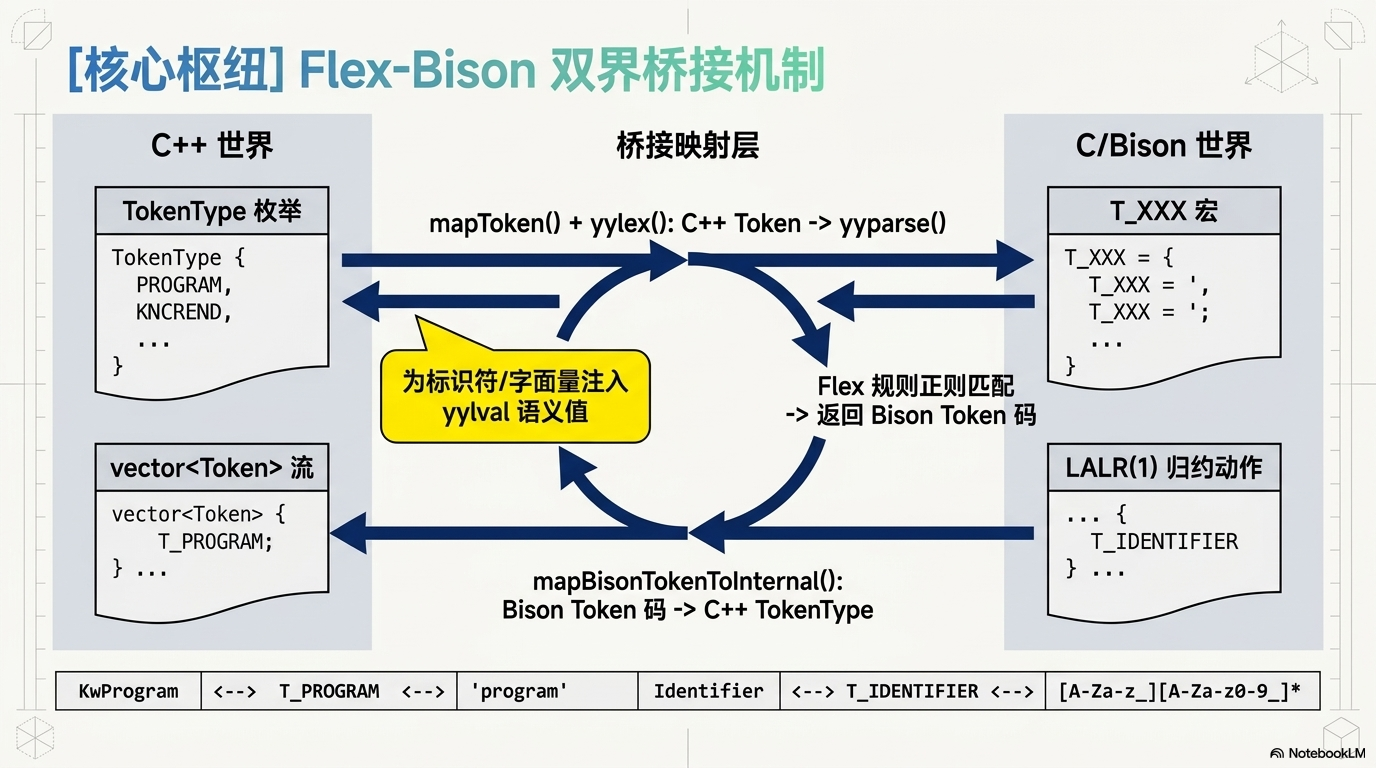 [核心枢纽] Flex-Bison 双界桥接机制
C++ 世界
TokenType 枚举
TokenType {
PROGRAM,
KNCREND,
...
}
vector<Token> 流
vector<Token> {
T_PROGRAM;
} ...
桥接映射层
mapToken() + yylex(): C++ Token -> yyparse()
为标识符/字面量注入
yylval 语义值
Flex 规则正则匹配
-> 返回 Bison Token 码
mapBisonTokenToInternal():
Bison Token 码 -> C++ TokenType
C/Bison 世界
T_XXX 宏
T_XXX = {
T_XXX = ',
T_XXX = ';
...
}
LALR(1) 归约动作
... {
T_IDENTIFIER
} ...
KwProgram <--> T_PROGRAM <--> 'program' Identifier <--> T_IDENTIFIER <--> [A-Za-z_][A-Za-z0-9_]*
NotebookLM